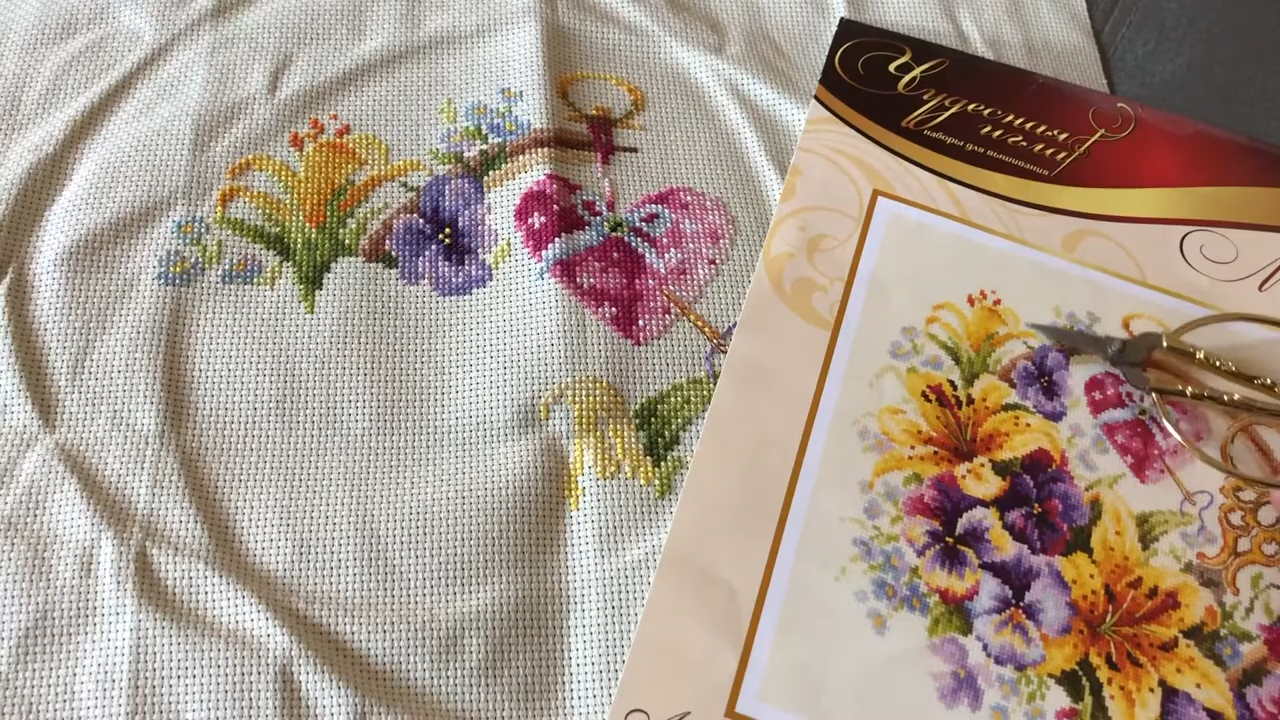 Чудесная
игла
наборы для вышивания